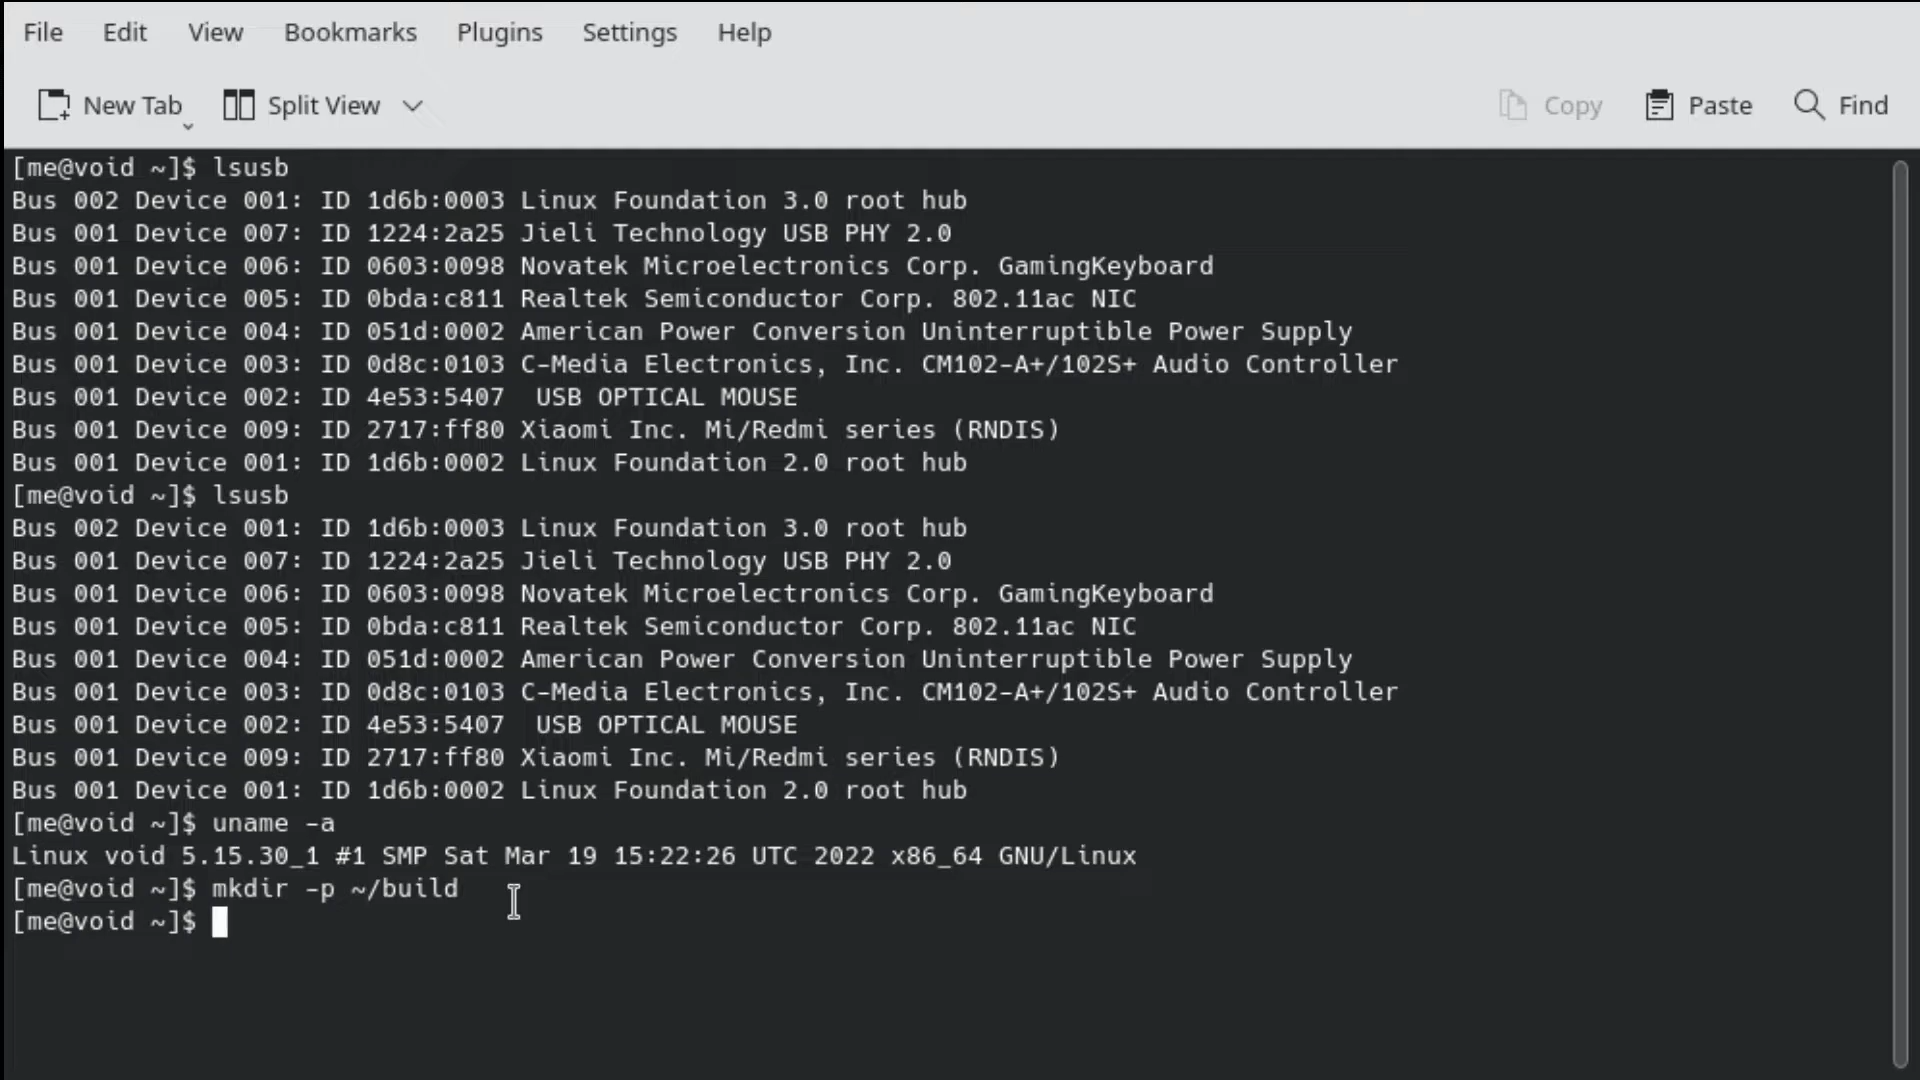 File Edit View Bookmarks Plugins Settings Help
New Tab Split View Copy Paste Find
[me@void ~]$ lsusb
Bus 002 Device 001: ID 1d6b:0003 Linux Foundation 3.0 root hub
Bus 001 Device 007: ID 1224:2a25 Jieli Technology USB PHY 2.0
Bus 001 Device 006: ID 0603:0098 Novatek Microelectronics Corp. GamingKeyboard
Bus 001 Device 005: ID 0bda:c811 Realtek Semiconductor Corp. 802.11ac NIC
Bus 001 Device 004: ID 051d:0002 American Power Conversion Uninterruptible Power Supply
Bus 001 Device 003: ID 0d8c:0103 C-Media Electronics, Inc. CM102-A+/102S+ Audio Controller
Bus 001 Device 002: ID 4e53:5407  USB OPTICAL MOUSE
Bus 001 Device 009: ID 2717:ff80 Xiaomi Inc. Mi/Redmi series (RNDIS)
Bus 001 Device 001: ID 1d6b:0002 Linux Foundation 2.0 root hub
[me@void ~]$ lsusb
Bus 002 Device 001: ID 1d6b:0003 Linux Foundation 3.0 root hub
Bus 001 Device 007: ID 1224:2a25 Jieli Technology USB PHY 2.0
Bus 001 Device 006: ID 0603:0098 Novatek Microelectronics Corp. GamingKeyboard
Bus 001 Device 005: ID 0bda:c811 Realtek Semiconductor Corp. 802.11ac NIC
Bus 001 Device 004: ID 051d:0002 American Power Conversion Uninterruptible Power Supply
Bus 001 Device 003: ID 0d8c:0103 C-Media Electronics, Inc. CM102-A+/102S+ Audio Controller
Bus 001 Device 002: ID 4e53:5407  USB OPTICAL MOUSE
Bus 001 Device 009: ID 2717:ff80 Xiaomi Inc. Mi/Redmi series (RNDIS)
Bus 001 Device 001: ID 1d6b:0002 Linux Foundation 2.0 root hub
[me@void ~]$ uname -a
Linux void 5.15.30_1 #1 SMP Sat Mar 19 15:22:26 UTC 2022 x86_64 GNU/Linux
[me@void ~]$ mkdir -p ~/build
[me@void ~]$